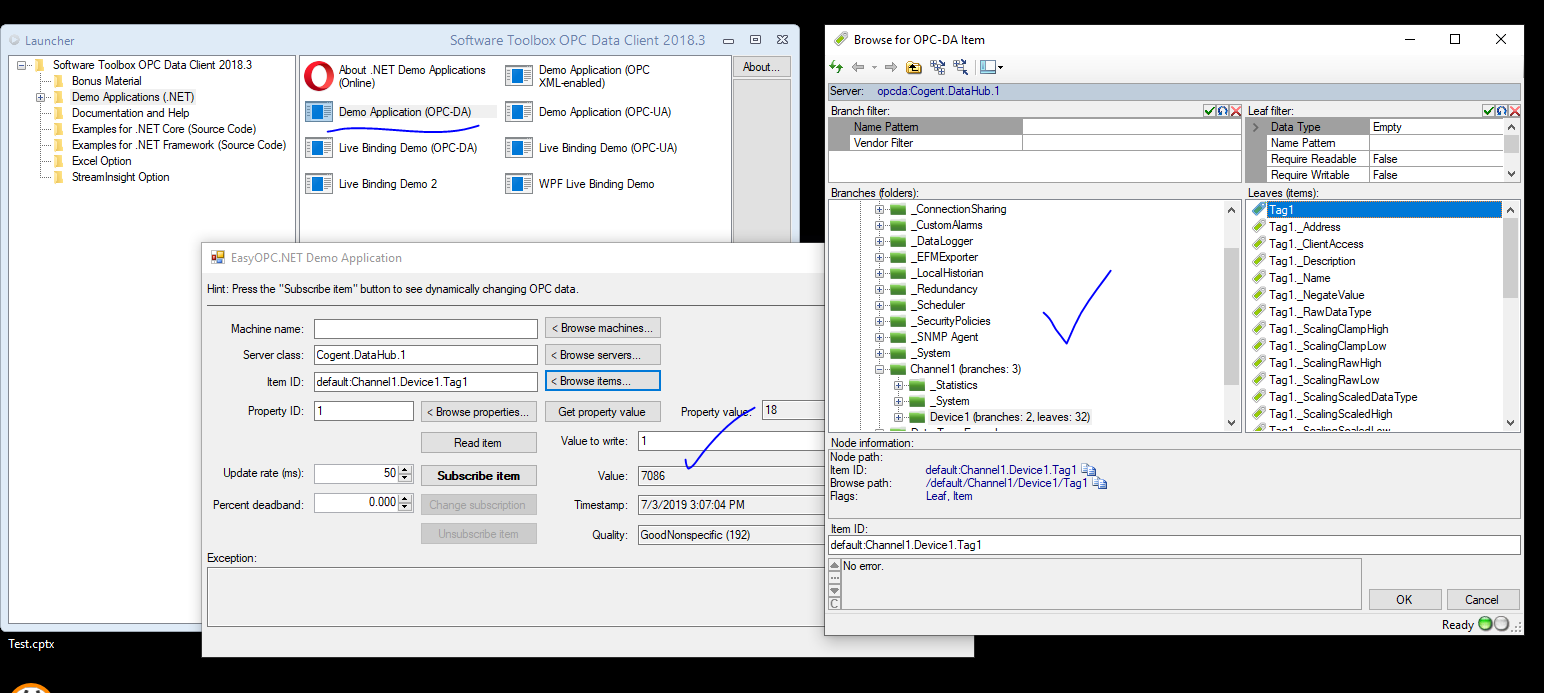 Launcher
Software Toolbox OPC Data Client 2018.3
Software Toolbox OPC Data Client 2018.3
Bonus Material
Demo Applications (.NET)
Documentation and Help
Examples for .NET Core (Source Code)
Examples for .NET Framework (Source Code)
Excel Option
StreamInsight Option
About .NET Demo Applications
(Online)
Demo Application (OPC
XML-enabled)
Demo Application (OPC-DA)
Demo Application (OPC-UA)
Live Binding Demo (OPC-DA)
Live Binding Demo (OPC-UA)
Live Binding Demo 2
WPF Live Binding Demo
About...
EasyOPC.NET Demo Application
Hint: Press the "Subscribe item" button to see dynamically changing OPC data.
Machine name:
< Browse machines...
Server class: Cogent.DataHub.1
< Browse servers...
Item ID: default:Channel1.Device1.Tag1
< Browse items...
Property ID: 1
< Browse properties...
Get property value
Property value: 18
Read item
Value to write: 1
Update rate (ms): 50
Subscribe item
Value: 7086
Percent deadband: 0.000
Change subscription
Timestamp: 7/3/2019 3:07:04 PM
Unsubscribe item
Quality: GoodNonspecific (192)
Exception:
Test.cptx
Browse for OPC-DA Item
Server: opcda:Cogent.DataHub.1
Branch filter:
Name Pattern
Vendor Filter
Leaf filter:
Data Type Empty
Name Pattern
Require Readable False
Require Writable False
Branches (folders):
_ConnectionSharing
_CustomAlarms
_DataLogger
_EFMExporter
_LocalHistorian
_Redundancy
_Scheduler
_SecurityPolicies
_SNMP Agent
_System
Channel1 (branches: 3)
_Statistics
_System
Device1 (branches: 2, leaves: 32)
Leaves (items):
Tag1
Tag1._Address
Tag1._ClientAccess
Tag1._Description
Tag1._Name
Tag1._NegateValue
Tag1._RawDataType
Tag1._ScalingClampHigh
Tag1._ScalingClampLow
Tag1._ScalingRawHigh
Tag1._ScalingRawLow
Tag1._ScalingScaledDataType
Tag1._ScalingScaledHigh
Tag1._ScalingScaledLow
Node information:
Node path:
Item ID: default:Channel1.Device1.Tag1
Browse path: /default/Channel1/Device1/Tag1
Flags: Leaf, Item
Item ID:
default:Channel1.Device1.Tag1
No error.
C
OK
Cancel
Ready